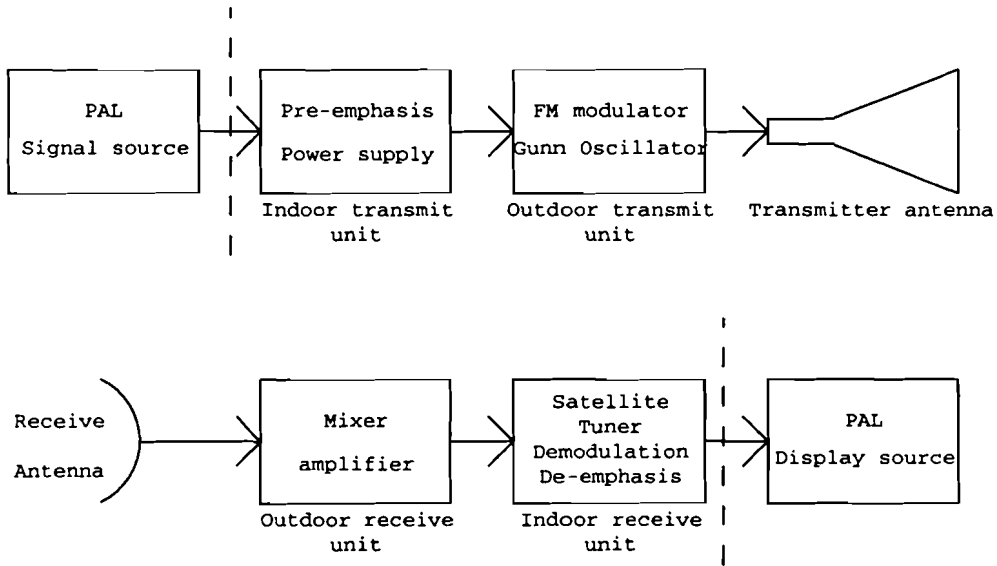 PAL
Signal source
Pre-emphasis
Power supply
Indoor transmit
unit
FM modulator
Gunn Oscillator
Outdoor transmit
unit
Transmitter antenna
Receive
Antenna
Mixer
amplifier
Outdoor receive
unit
Satellite
Tuner
Demodulation
De-emphasis
Indoor receive
unit
PAL
Display source